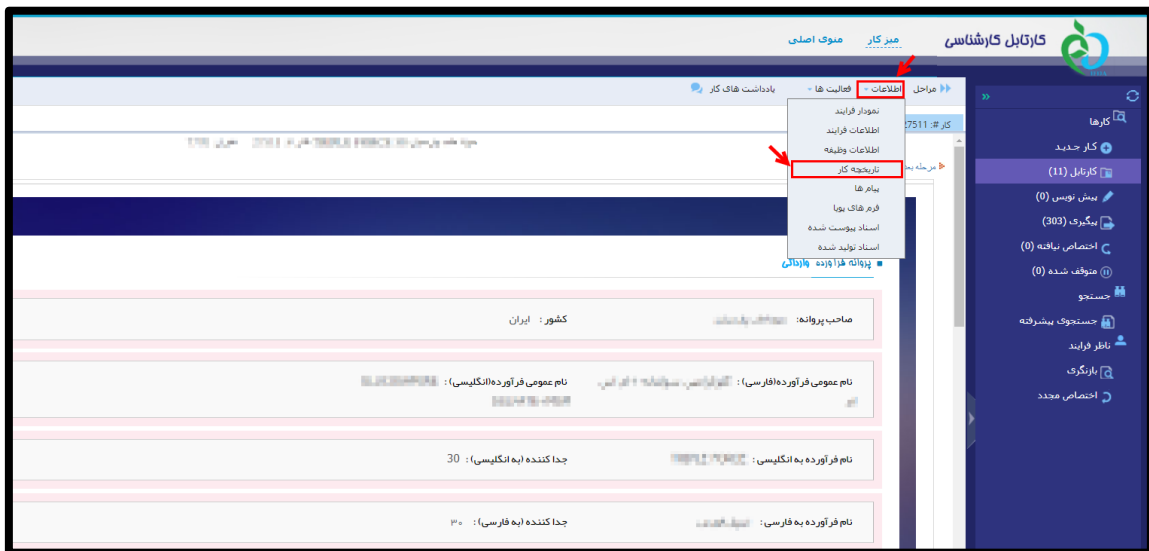 کارتابل کارشناسی
میز کار
منوی اصلی
مراحل
اطلاعات
فعالیت ها
یادداشت های کار
کار #: 27511
نمودار فرایند
اطلاعات فرایند
اطلاعات وظیفه
تاریخچه کار
پیام ها
فرم های پویا
اسناد پیوست شده
اسناد تولید شده
مرحله
کارها
کار جدید
کارتابل (11)
پیش نویس (0)
پیگیری (303)
اختصاص نیافته (0)
متوقف شده (0)
جستجو
جستجوی پیشرفته
ناظر فرایند
بازنگری
اختصاص مجدد
پروانه فرآورده وارداتی
صاحب پروانه:
کشور : ایران
نام عمومی فرآورده(فارسی) :
نام عمومی فرآورده(انگلیسی) :
نام فرآورده به انگلیسی :
جدا کننده (به انگلیسی) : 30
نام فرآورده به فارسی :
جدا کننده (به فارسی) : ۳۰